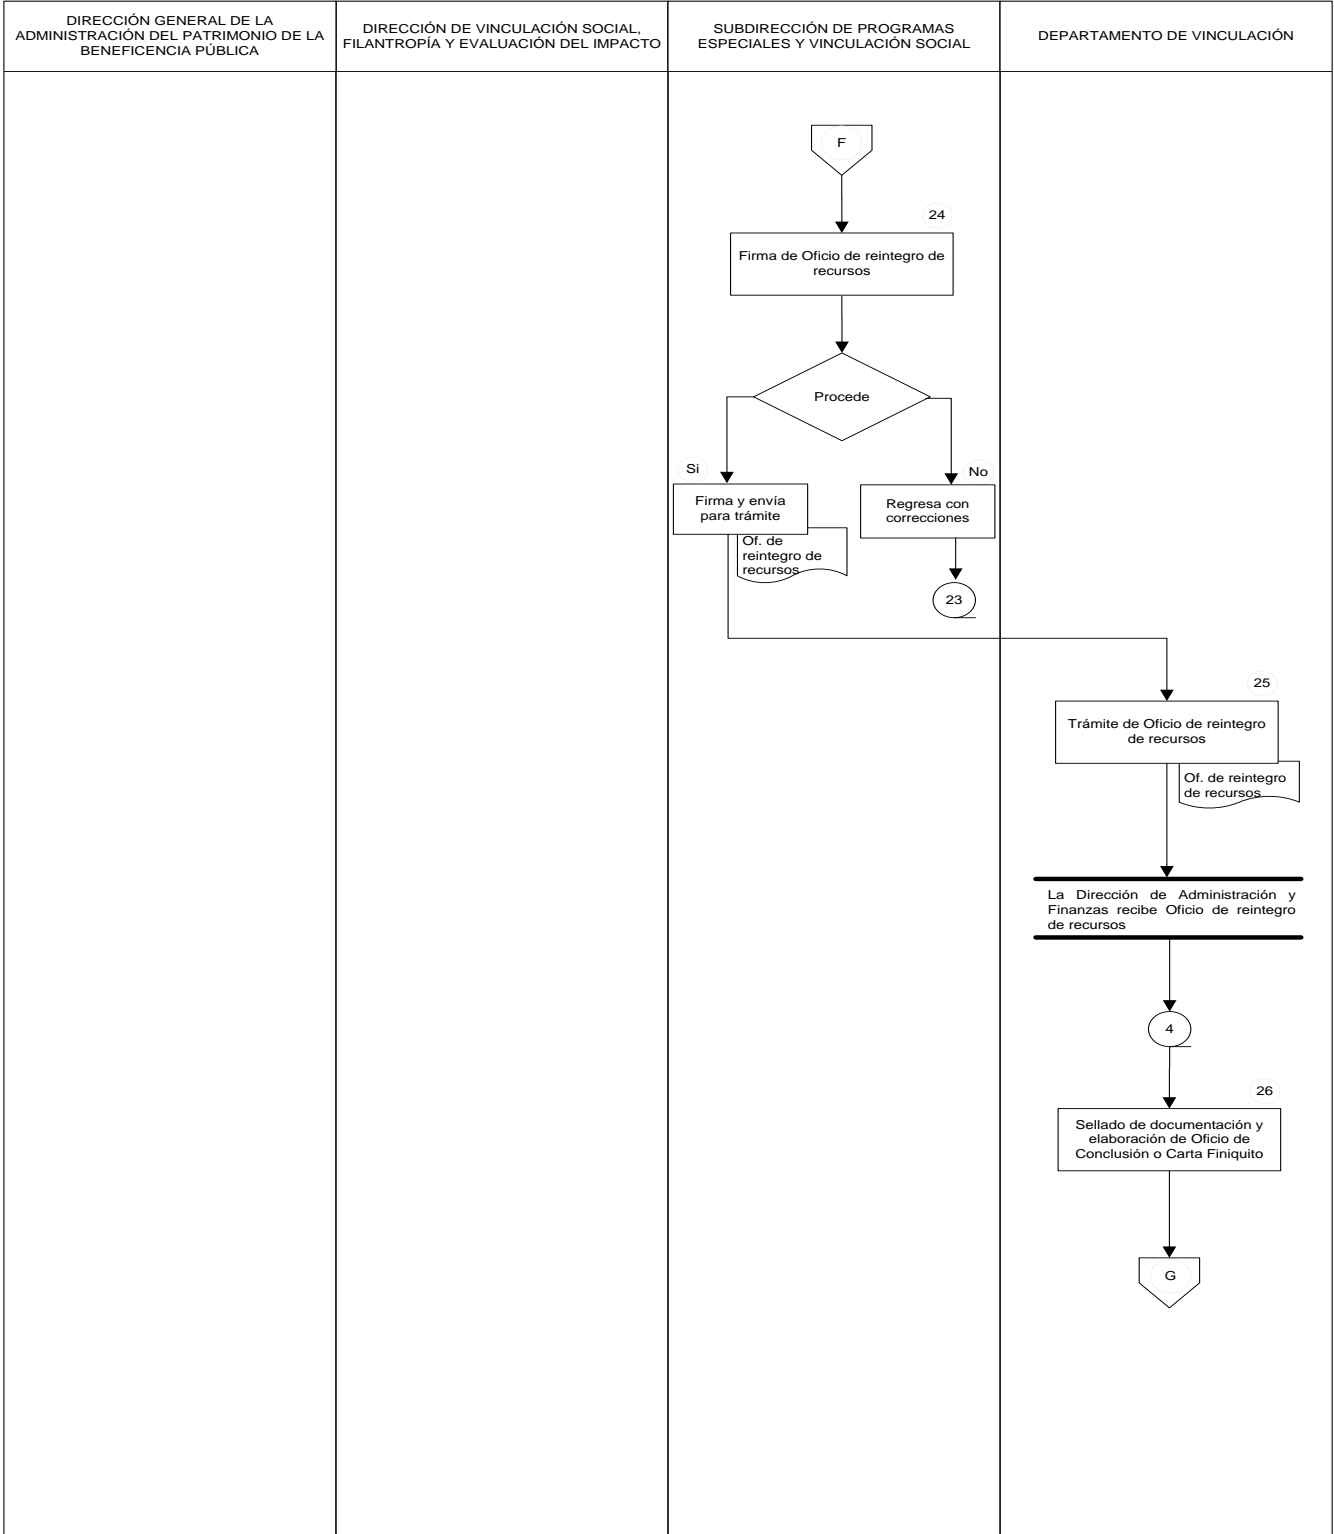 DIRECCIÓN GENERAL DE LA
ADMINISTRACIÓN DEL PATRIMONIO DE LA
BENEFICENCIA PÚBLICA
DIRECCIÓN DE VINCULACIÓN SOCIAL,
FILANTROPÍA Y EVALUACIÓN DEL IMPACTO
SUBDIRECCIÓN DE PROGRAMAS
ESPECIALES Y VINCULACIÓN SOCIAL
DEPARTAMENTO DE VINCULACIÓN
F
24
Firma de Oficio de reintegro de
recursos
Procede
Si
No
Firma y envía
para trámite
Regresa con
correcciones
Of. de
reintegro de
recursos
23
25
Trámite de Oficio de reintegro
de recursos
Of. de reintegro
de recursos
La Dirección de Administración y
Finanzas recibe Oficio de reintegro
de recursos
4
26
Sellado de documentación y
elaboración de Oficio de
Conclusión o Carta Finiquito
G